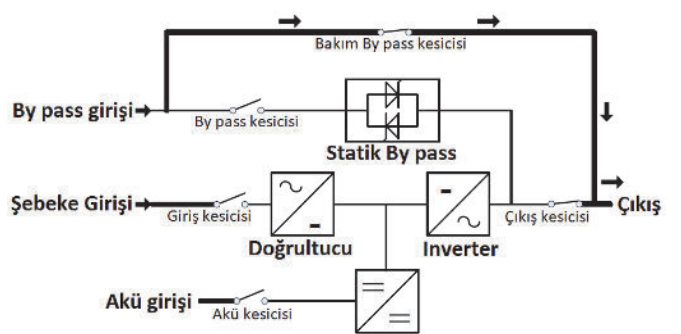 Bakım By pass kesicisi
By pass girişi
By pass kesicisi
Statik By pass
Şebeke Girişi
Giriş kesicisi
Doğrultucu
Inverter
Çıkış kesicisi
Çıkış
Akü girişi
Akü kesicisi